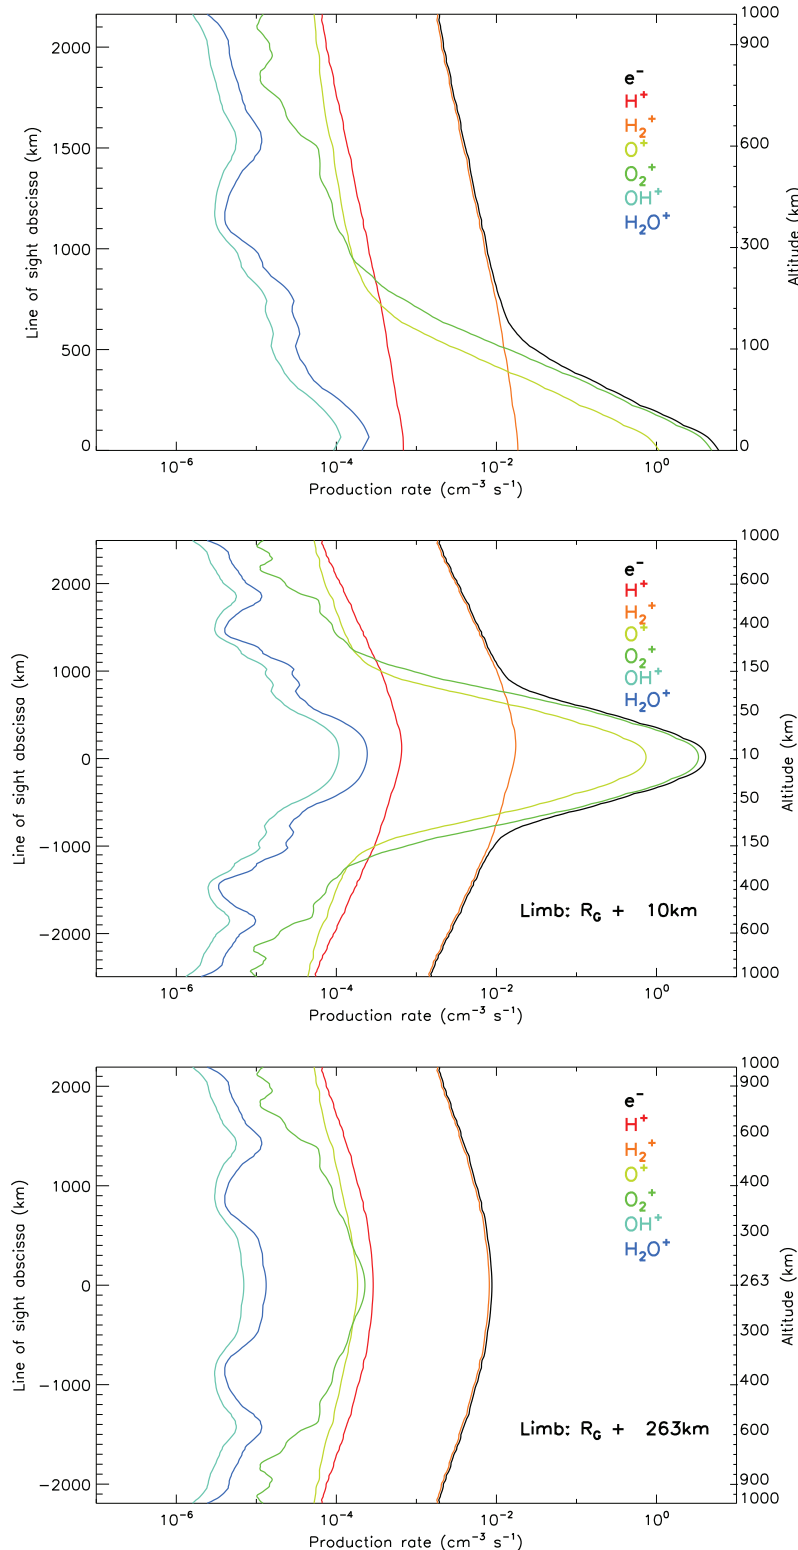 2000
1500
1000
500
0
Line of sight abscissa (km)
1000
900
600
300
100
0
Altitude (km)
e⁻
H⁺
H₂⁺
O⁺
O₂⁺
OH⁺
H₂O⁺
10⁻⁶
10⁻⁴
10⁻²
10⁰
Production rate (cm⁻³ s⁻¹)
2000
1000
0
−1000
−2000
Line of sight abscissa (km)
1000
600
400
150
50
10
50
150
400
600
1000
Altitude (km)
e⁻
H⁺
H₂⁺
O⁺
O₂⁺
OH⁺
H₂O⁺
Limb: R_G + 10km
10⁻⁶
10⁻⁴
10⁻²
10⁰
Production rate (cm⁻³ s⁻¹)
2000
1000
0
−1000
−2000
Line of sight abscissa (km)
1000
900
600
400
300
263
300
400
600
900
1000
Altitude (km)
e⁻
H⁺
H₂⁺
O⁺
O₂⁺
OH⁺
H₂O⁺
Limb: R_G + 263km
10⁻⁶
10⁻⁴
10⁻²
10⁰
Production rate (cm⁻³ s⁻¹)